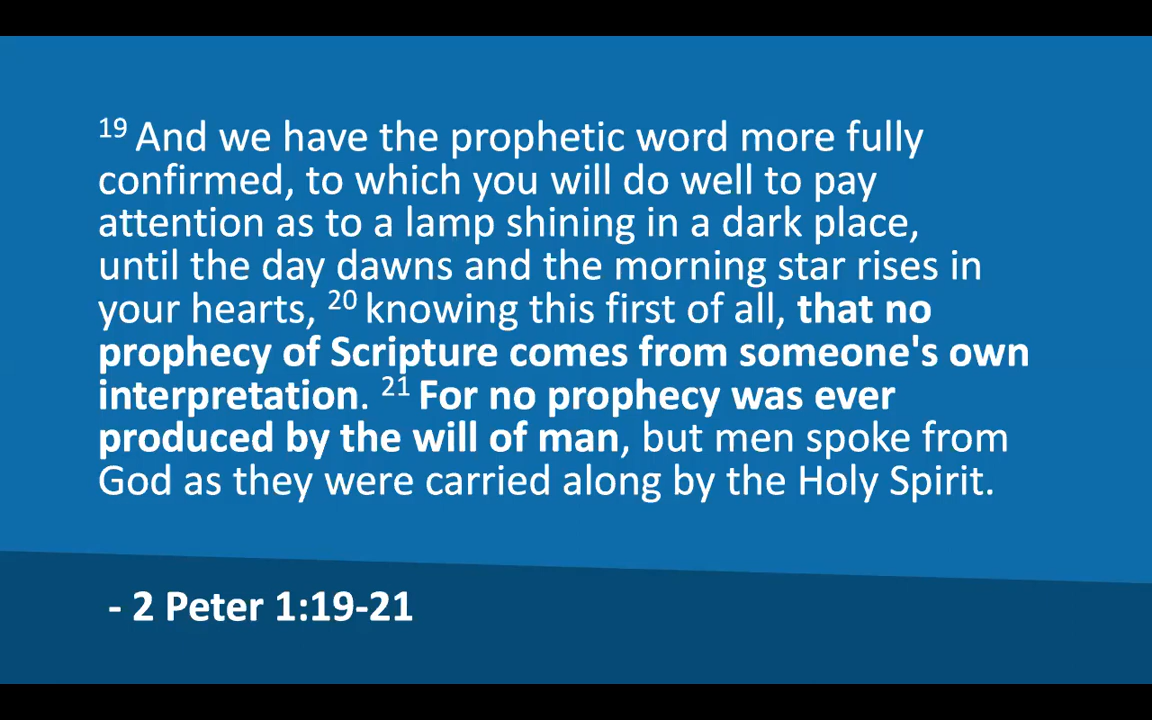 19 And we have the prophetic word more fully
confirmed, to which you will do well to pay
attention as to a lamp shining in a dark place,
until the day dawns and the morning star rises in
your hearts, 20 knowing this first of all, that no
prophecy of Scripture comes from someone's own
interpretation. 21 For no prophecy was ever
produced by the will of man, but men spoke from
God as they were carried along by the Holy Spirit.
- 2 Peter 1:19-21